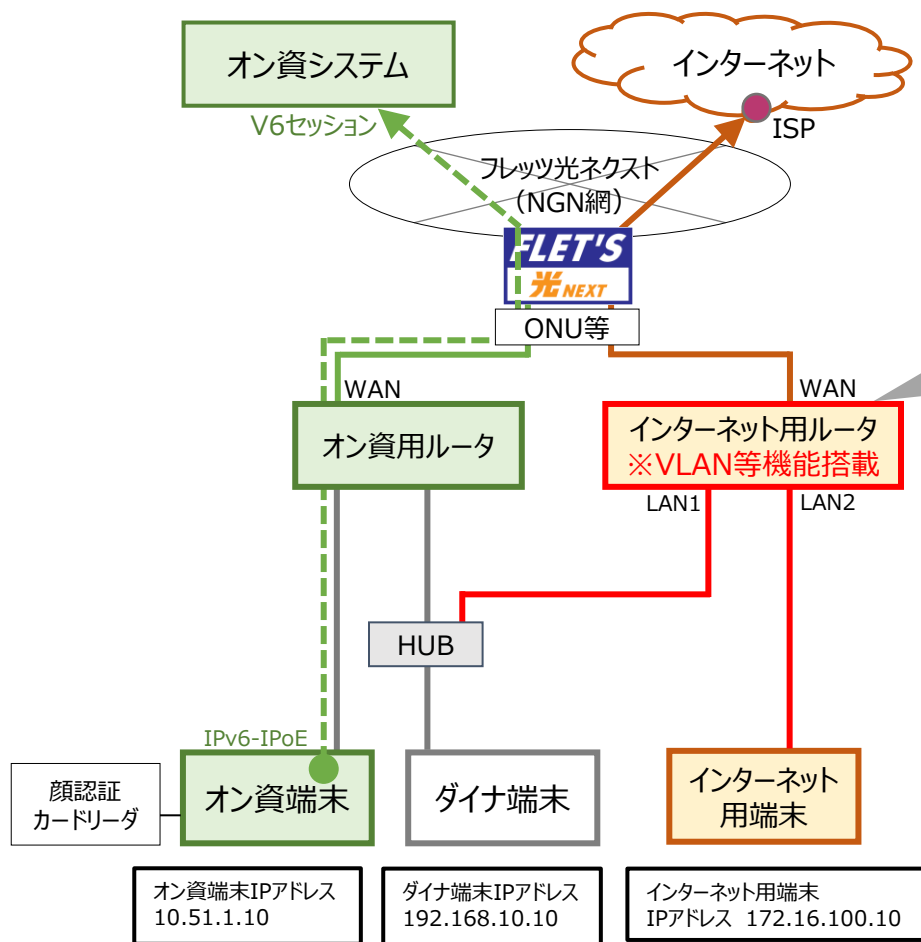 オン資システム
インターネット
V6セッション
ISP
フレッツ光ネクスト
（NGN網）
FLET'S
光 NEXT
ONU等
WAN
WAN
オン資用ルータ
インターネット用ルータ
※VLAN等機能搭載
LAN1
LAN2
HUB
IPv6-IPoE
顔認証
カードリーダ
オン資端末
ダイナ端末
インターネット
用端末
オン資端末IPアドレス
10.51.1.10
ダイナ端末IPアドレス
192.168.10.10
インターネット用端末
IPアドレス 172.16.100.10